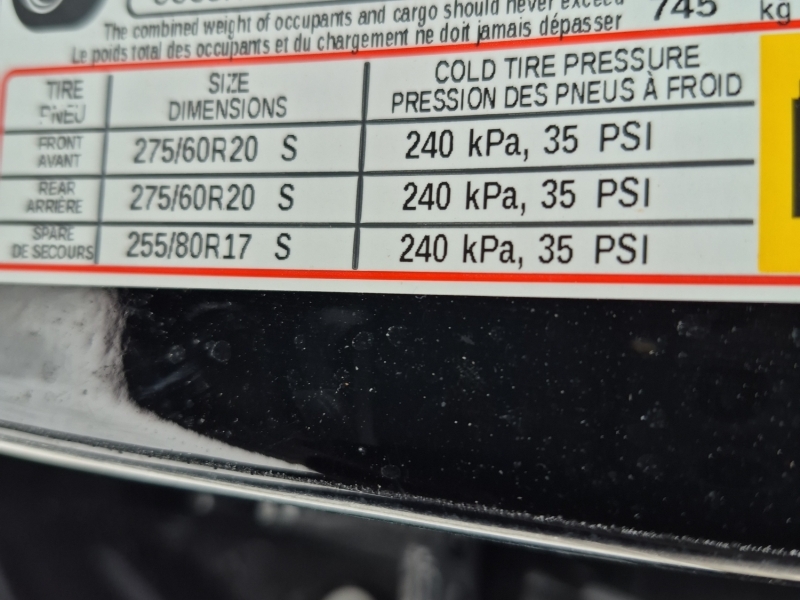 The combined weight of occupants and cargo should never exceed 745 kg
Le poids total des occupants et du chargement ne doit jamais dépasser
TIRE SIZE COLD TIRE PRESSURE
PNEU DIMENSIONS PRESSION DES PNEUS À FROID
FRONT
AVANT 275/60R20 S 240 kPa, 35 PSI
REAR
ARRIÈRE 275/60R20 S 240 kPa, 35 PSI
SPARE
DE SECOURS 255/80R17 S 240 kPa, 35 PSI